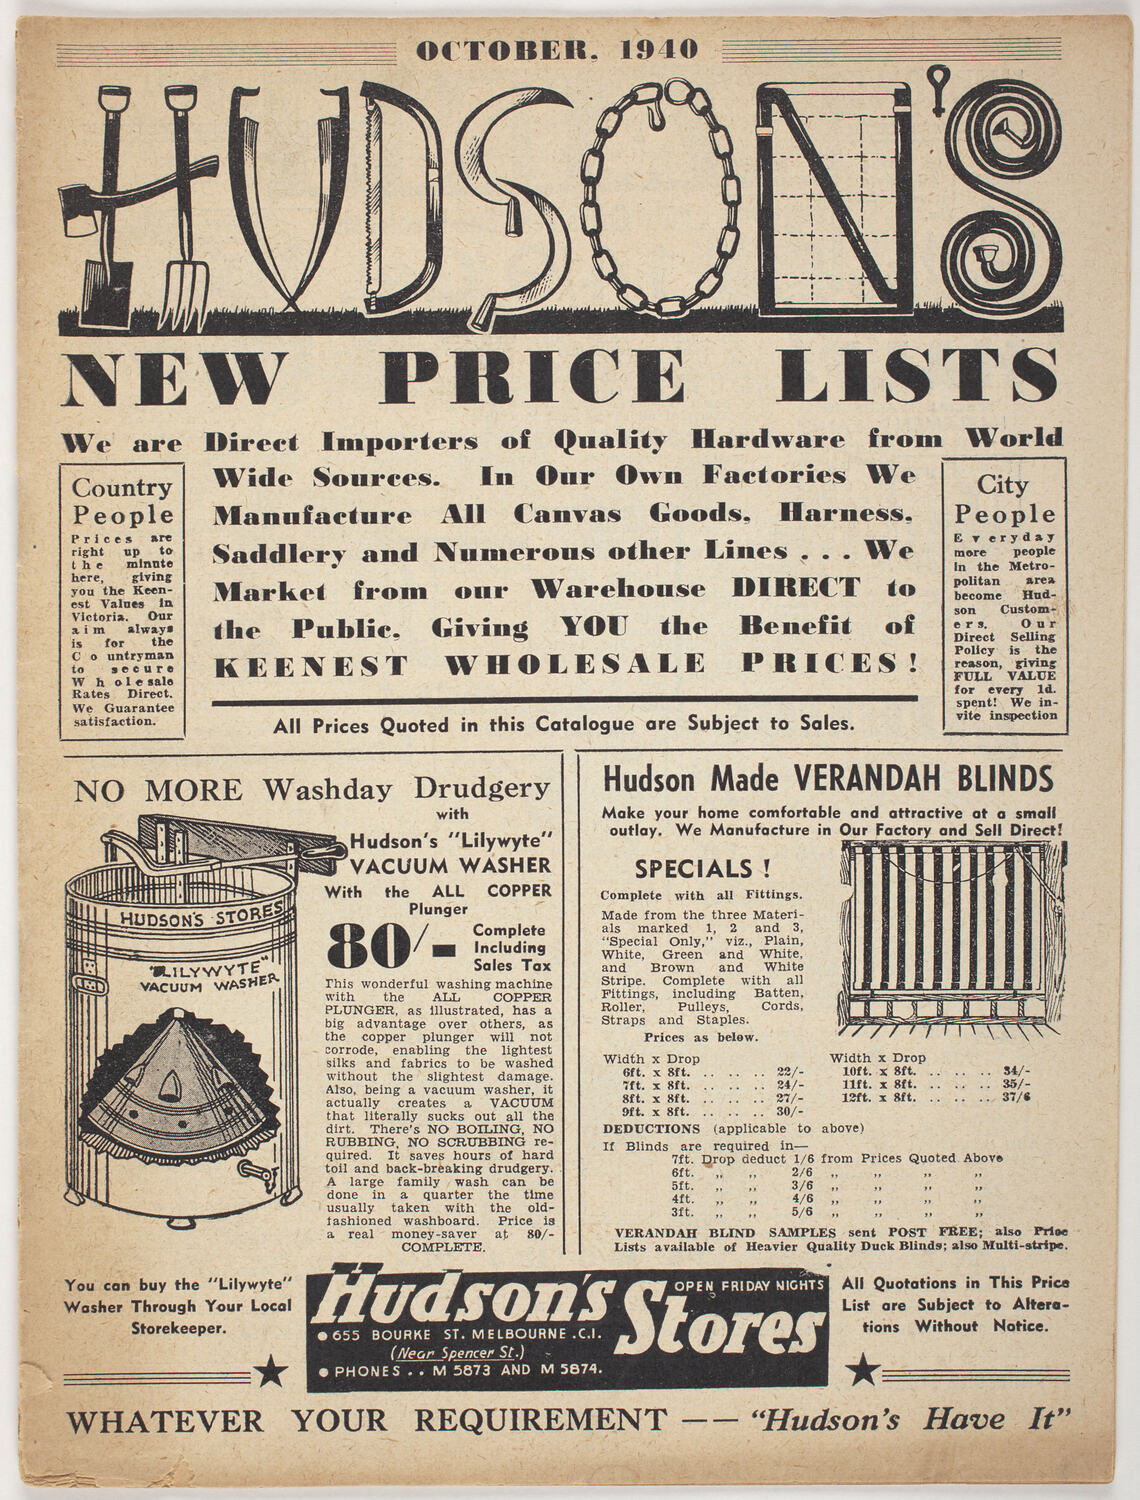 OCTOBER, 1940
HUDSON'S
NEW PRICE LISTS
We are Direct Importers of Quality Hardware from World
Wide Sources. In Our Own Factories We
Manufacture All Canvas Goods, Harness,
Saddlery and Numerous other Lines . . . We
Market from our Warehouse DIRECT to
the Public, Giving YOU the Benefit of
KEENEST WHOLESALE PRICES!
All Prices Quoted in this Catalogue are Subject to Sales.
Country
People
Prices are
right up to
the minute
here, giving
you the Keen-
est Values in
Victoria. Our
aim always
is for the
Countryman
to secure
Wholesale
Rates Direct.
We Guarantee
satisfaction.
City
People
Everyday
more people
in the Metro-
politan area
become Hud-
son Custom-
ers. Our
Direct Selling
Policy is the
reason, giving
FULL VALUE
for every 1d.
spent! We in-
vite inspection
NO MORE Washday Drudgery
with
Hudson's "Lilywyte"
VACUUM WASHER
With the ALL COPPER
Plunger
80/-
Complete
Including
Sales Tax
HUDSON'S STORES
"LILYWYTE"
VACUUM WASHER
This wonderful washing machine
with the ALL COPPER
PLUNGER, as illustrated, has a
big advantage over others, as
the copper plunger will not
corrode, enabling the lightest
silks and fabrics to be washed
without the slightest damage.
Also, being a vacuum washer, it
actually creates a VACUUM
that literally sucks out all the
dirt. There's NO BOILING, NO
RUBBING, NO SCRUBBING re-
quired. It saves hours of hard
toil and back-breaking drudgery.
A large family wash can be
done in a quarter the time
usually taken with the old-
fashioned washboard. Price is
a real money-saver at 80/-
COMPLETE.
Hudson Made VERANDAH BLINDS
Make your home comfortable and attractive at a small
outlay. We Manufacture in Our Factory and Sell Direct!
SPECIALS !
Complete with all Fittings.
Made from the three Materi-
als marked 1, 2 and 3,
"Special Only," viz., Plain,
White, Green and White,
and Brown and White
Stripe. Complete with all
Fittings, including Batten,
Roller, Pulleys, Cords,
Straps and Staples.
Prices as below.
Width x Drop
6ft. x 8ft. .. .. .. 22/-
7ft. x 8ft. .. .. .. 24/-
8ft. x 8ft. .. .. .. 27/-
9ft. x 8ft. .. .. .. 30/-
Width x Drop
10ft. x 8ft. .. .. .. 34/-
11ft. x 8ft. .. .. .. 35/-
12ft. x 8ft. .. .. .. 37/6
DEDUCTIONS (applicable to above)
If Blinds are required in—
7ft. Drop deduct 1/6 from Prices Quoted Above
6ft. ,, ,, 2/6 ,, ,, ,, ,,
5ft. ,, ,, 3/6 ,, ,, ,, ,,
4ft. ,, ,, 4/6 ,, ,, ,, ,,
3ft. ,, ,, 5/6 ,, ,, ,, ,,
VERANDAH BLIND SAMPLES sent POST FREE; also Price
Lists available of Heavier Quality Duck Blinds; also Multi-stripe.
You can buy the "Lilywyte"
Washer Through Your Local
Storekeeper.
Hudson's Stores
OPEN FRIDAY NIGHTS
• 655 BOURKE ST. MELBOURNE.C.I.
(Near Spencer St.)
• PHONES . . M 5873 AND M 5874.
All Quotations in This Price
List are Subject to Altera-
tions Without Notice.
WHATEVER YOUR REQUIREMENT —— "Hudson's Have It"